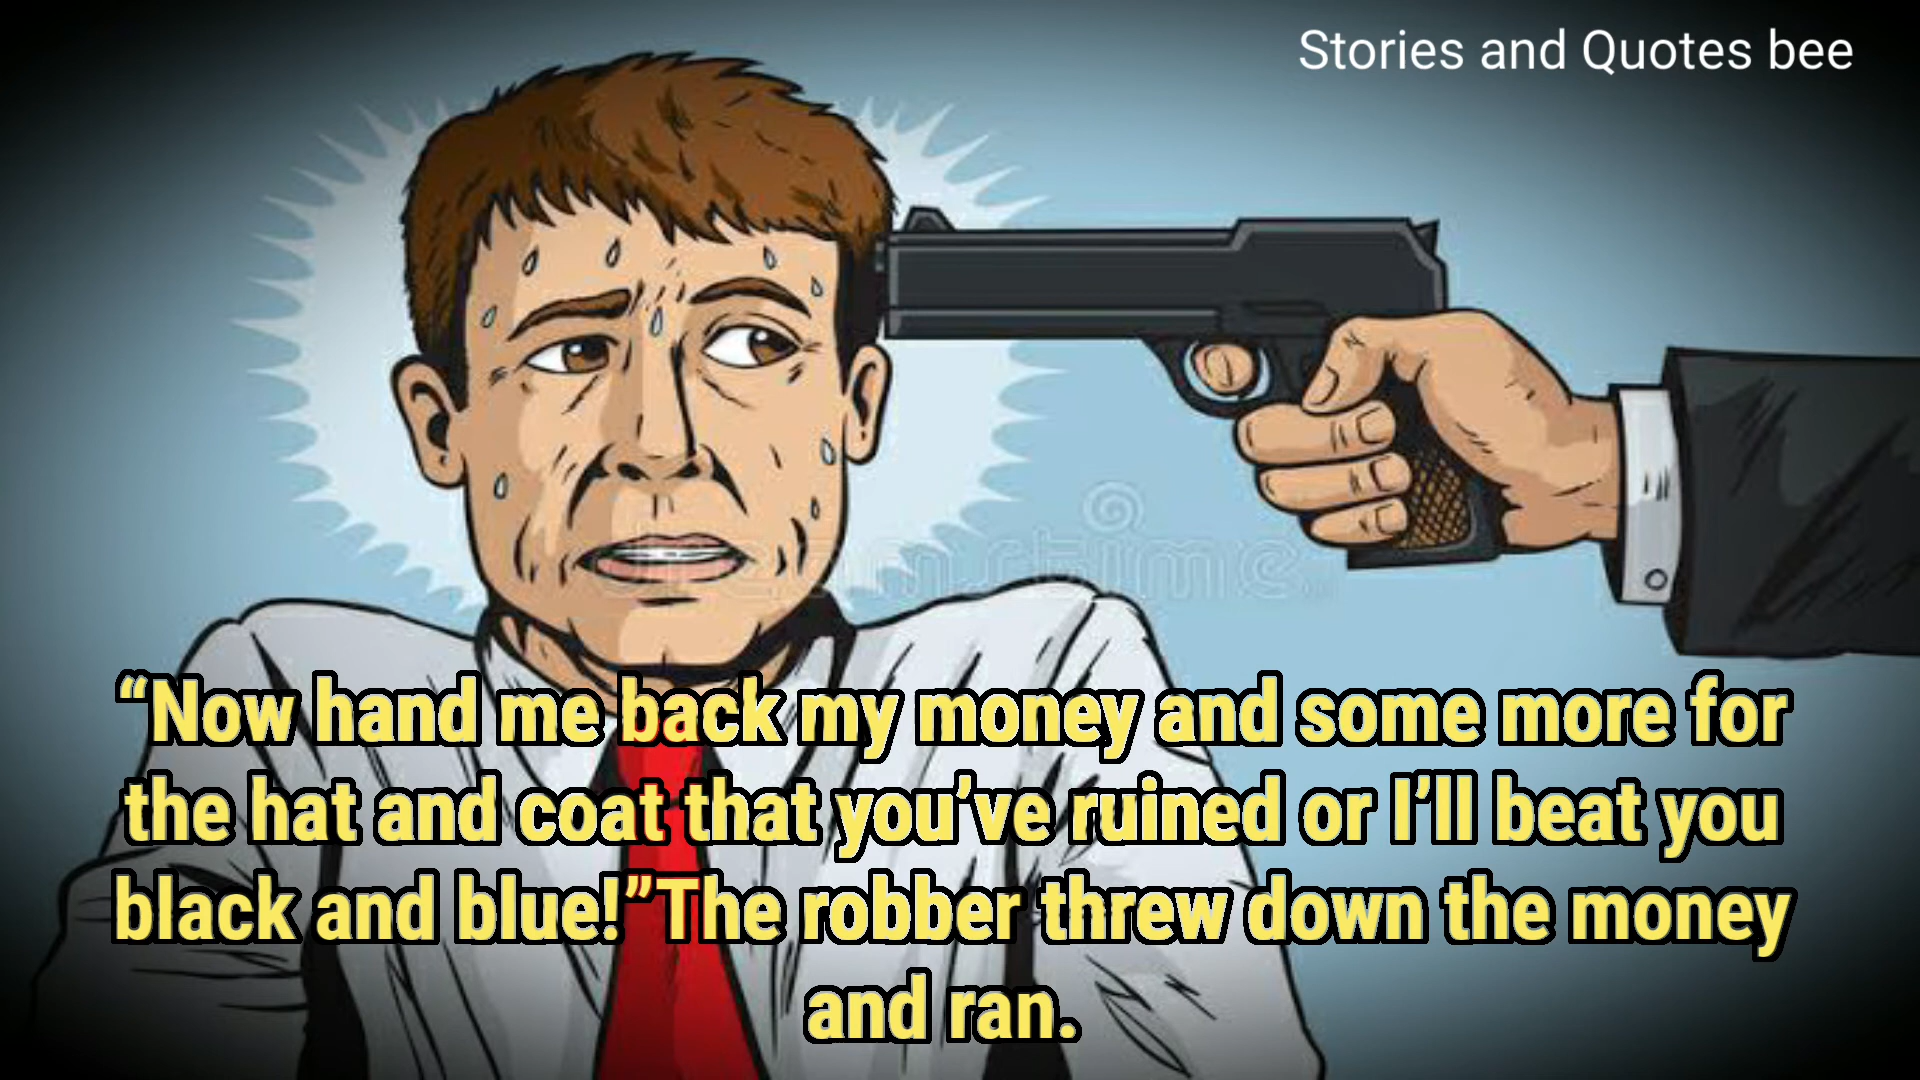 Stories and Quotes bee
dreamstime
“Now hand me back my money and some more for
the hat and coat that you’ve ruined or I’ll beat you
black and blue!”The robber threw down the money
and ran.